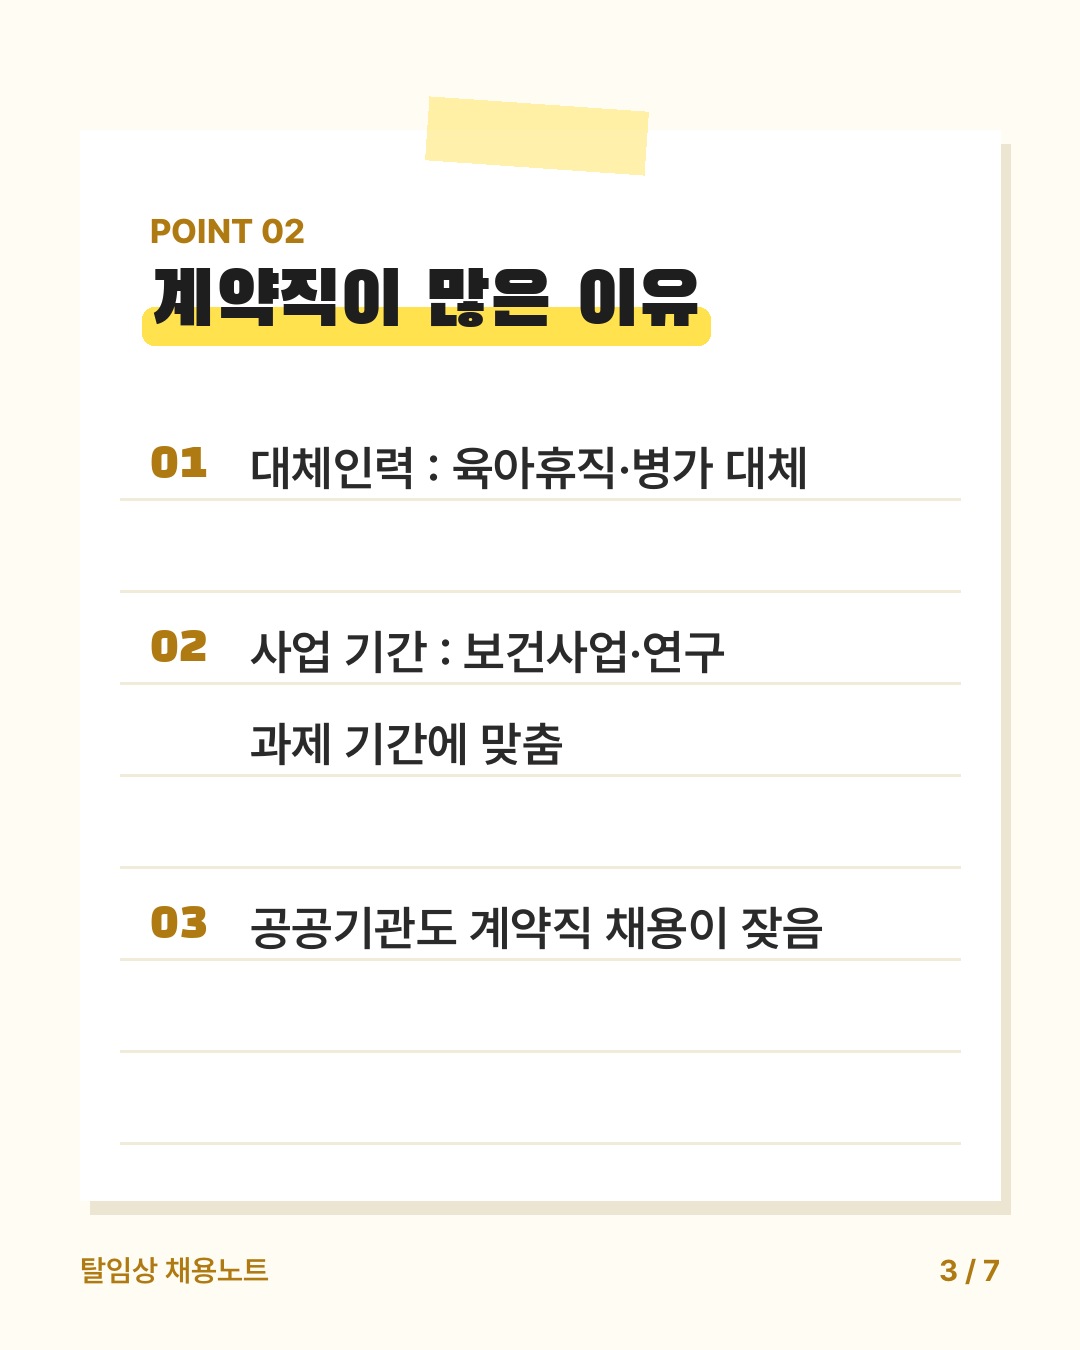 POINT 02
계약직이 많은 이유
01 대체인력 : 육아휴직·병가 대체
02 사업 기간 : 보건사업·연구
과제 기간에 맞춤
03 공공기관도 계약직 채용이 잦음
탈임상 채용노트
3 / 7